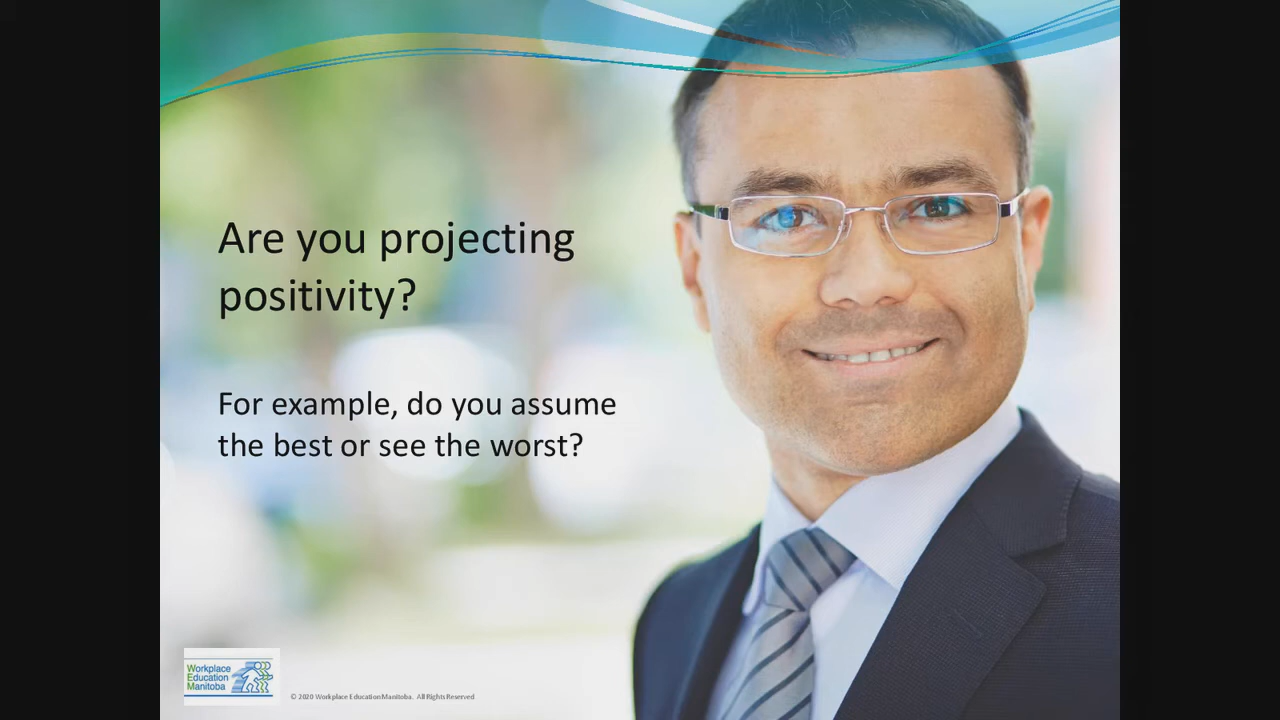 Are you projecting
positivity?
For example, do you assume
the best or see the worst?
Workplace
Education
Manitoba
© 2020 Workplace Education Manitoba. All Rights Reserved